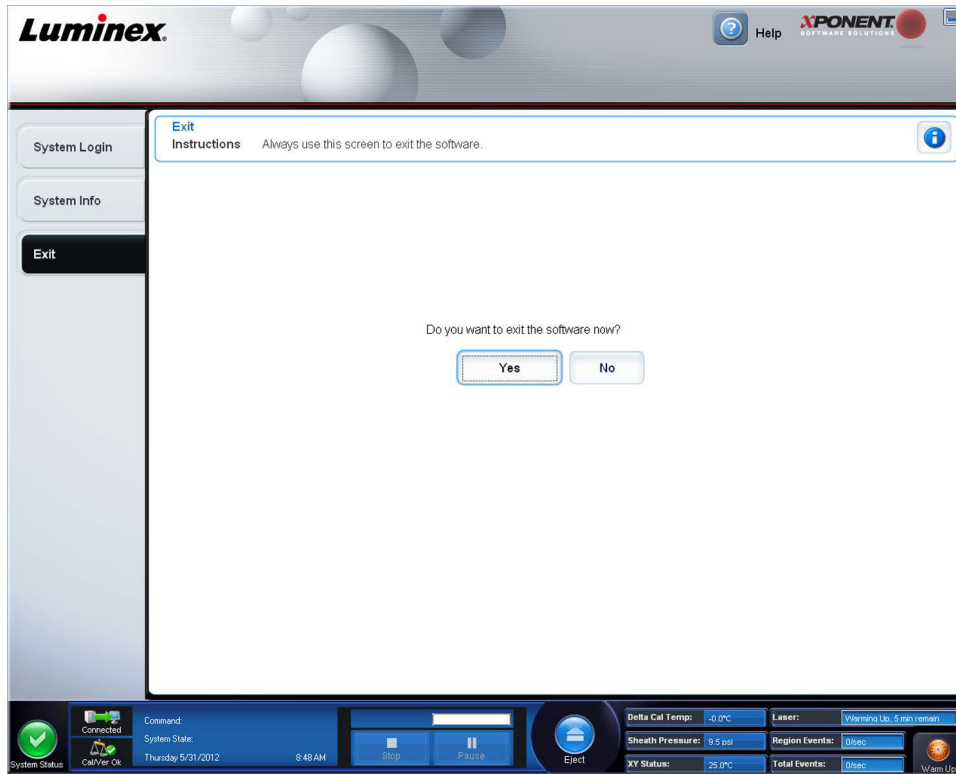 Luminex.
Help
XPONENT.
SOFTWARE SOLUTIONS
System Login
System Info
Exit
Exit
Instructions Always use this screen to exit the software.
Do you want to exit the software now?
Yes
No
System Status
Connected
Cal/Ver Ok
Command:
System State:
Thursday 5/31/2012 8:48 AM
Stop
Pause
Eject
Delta Cal Temp: -0.0°C
Sheath Pressure: 9.5 psi
XY Status: 25.0°C
Laser: Warming Up, 5 min remain
Region Events: 0/sec
Total Events: 0/sec
Warm Up